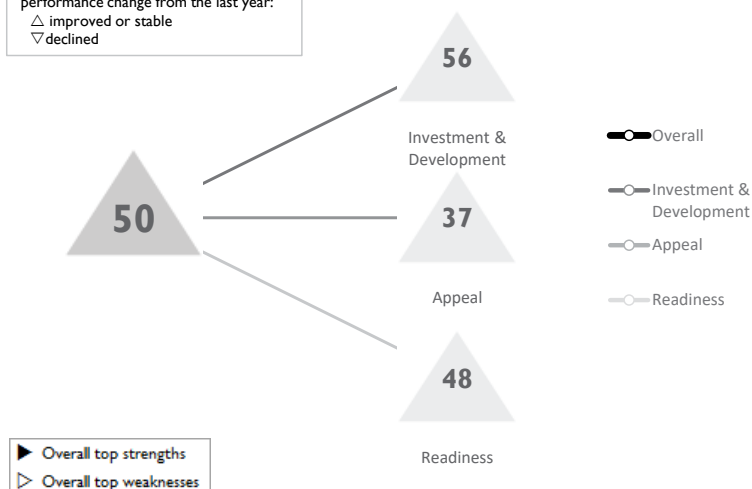 performance change from the last year:
△ improved or stable
▽ declined
56
Investment &
Development
50
37
Appeal
48
Readiness
Overall
Investment &
Development
Appeal
Readiness
▶ Overall top strengths
▷ Overall top weaknesses